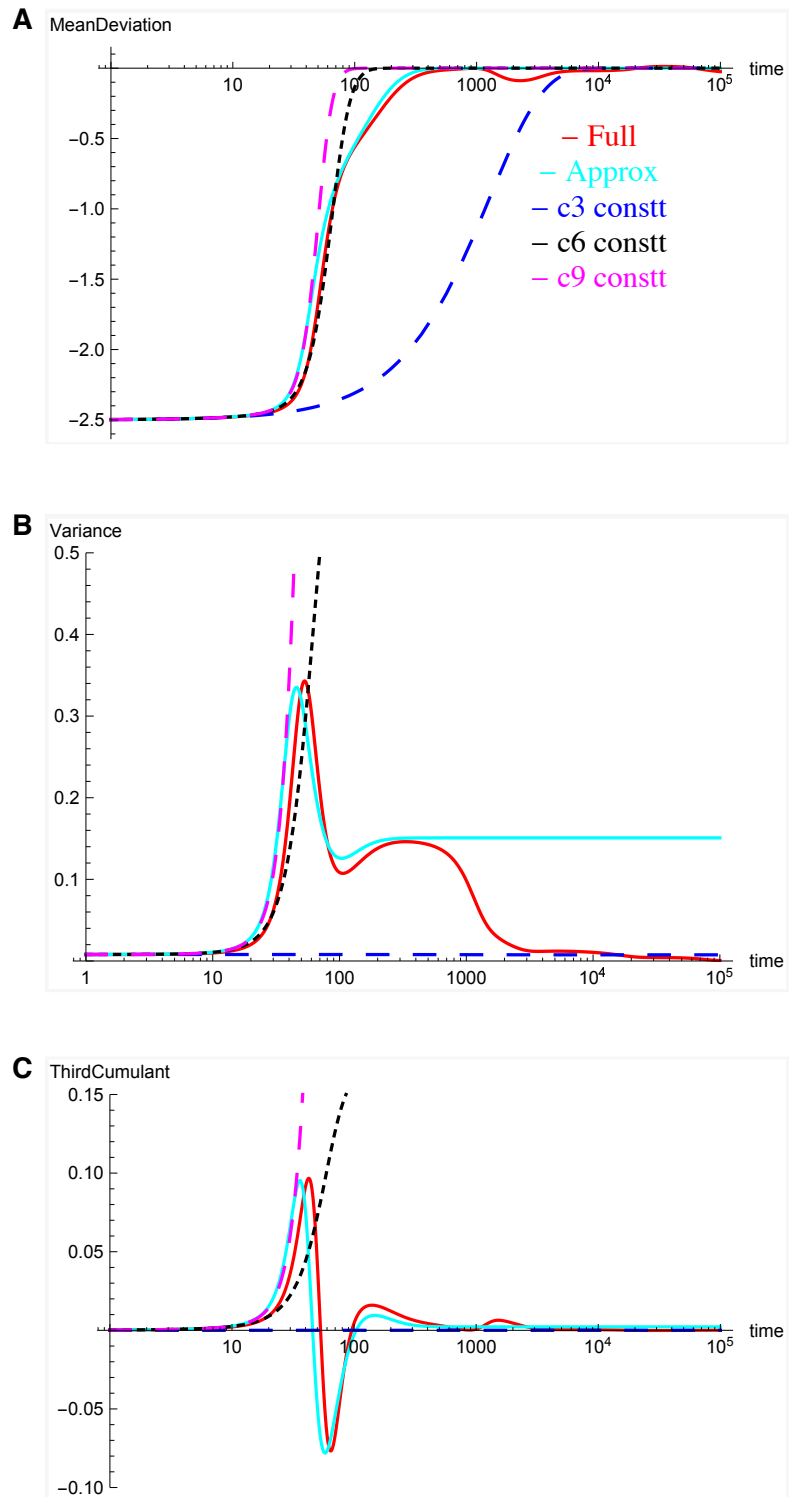 A
MeanDeviation
10 100 1000 10^4 10^5 time
−0.5
−1.0
−1.5
−2.0
−2.5
– Full
– Approx
– c3 constt
– c6 constt
– c9 constt
B
Variance
0.5
0.4
0.3
0.2
0.1
1 10 100 1000 10^4 10^5 time
C
ThirdCumulant
0.15
0.10
0.05
10 100 1000 10^4 10^5 time
−0.05
−0.10